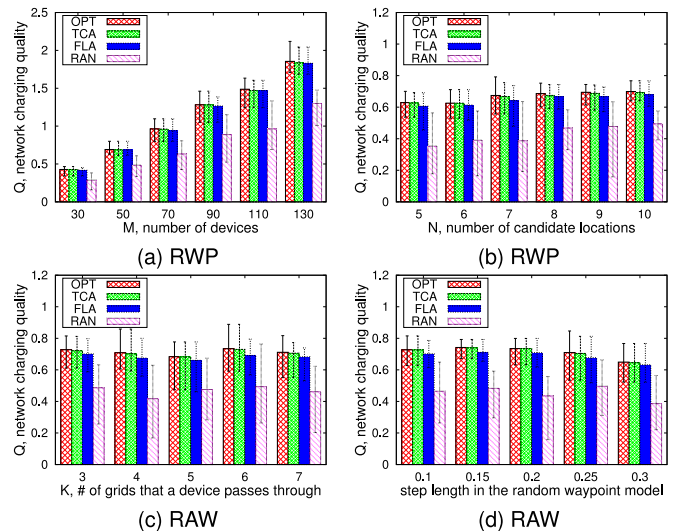 Q, network charging quality
2.5
2
1.5
1
0.5
0
OPT
TCA
FLA
RAN
30 50 70 90 110 130
M, number of devices
(a) RWP
Q, network charging quality
1.2
1
0.8
0.6
0.4
0.2
0
OPT
TCA
FLA
RAN
5 6 7 8 9 10
N, number of candidate locations
(b) RWP
Q, network charging quality
1.2
1
0.8
0.6
0.4
0.2
0
OPT
TCA
FLA
RAN
3 4 5 6 7
K, # of grids that a device passes through
(c) RAW
Q, network charging quality
1.2
1
0.8
0.6
0.4
0.2
0
OPT
TCA
FLA
RAN
0.1 0.15 0.2 0.25 0.3
step length in the random waypoint model
(d) RAW